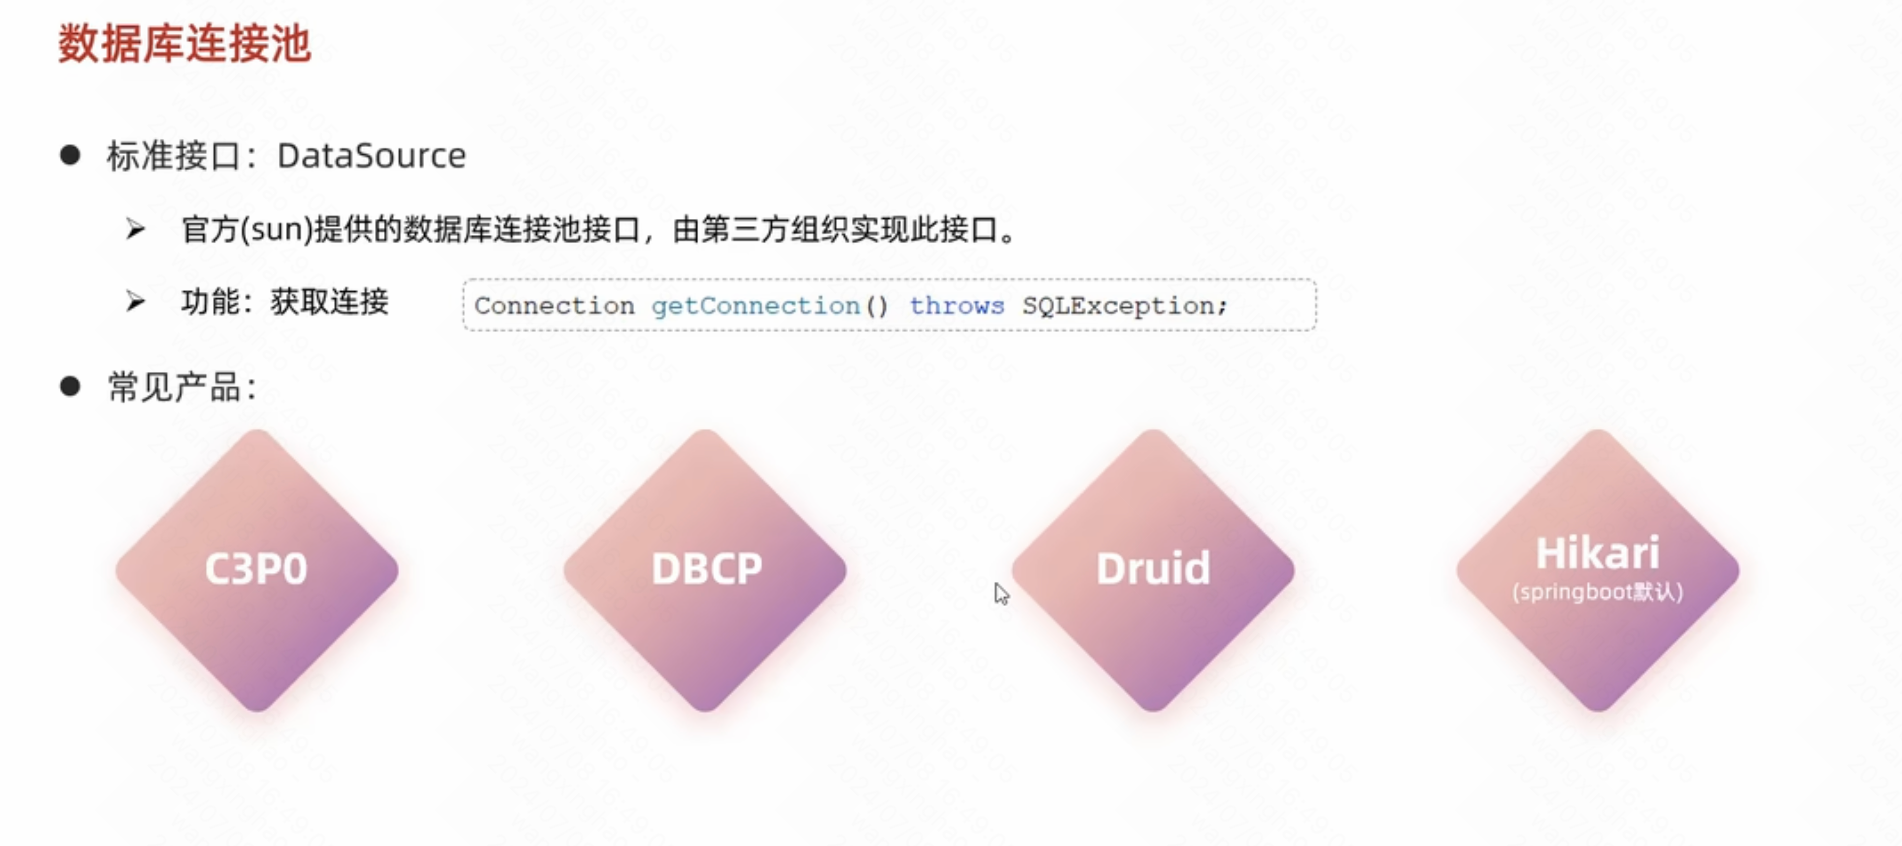 数据库连接池
标准接口：DataSource
官方(sun)提供的数据库连接池接口，由第三方组织实现此接口。
功能：获取连接
Connection getConnection() throws SQLException;
常见产品：
C3P0
DBCP
Druid
Hikari
(springboot默认)